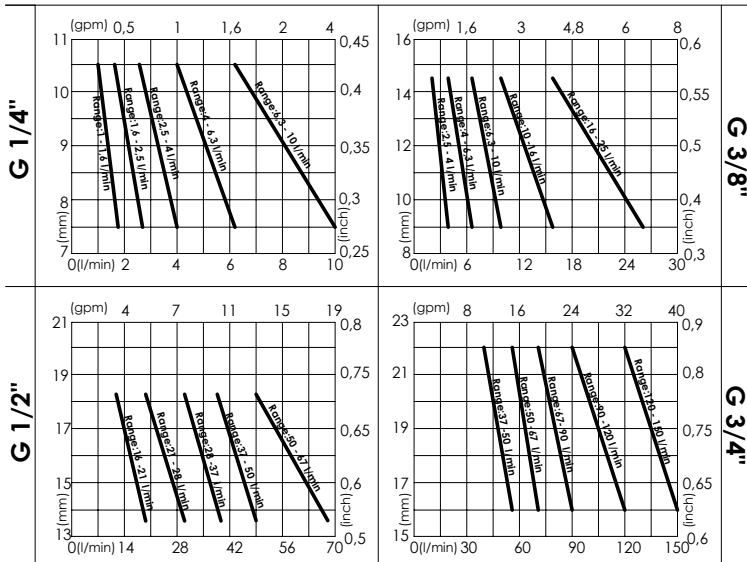 G 1/4"
(gpm) 0,5 1 1,6 2 4
11 10 9 8 7
(mm)
0,45 0,4 0,35 0,3 0,25
(inch)
Range:1 - 1,6 l/min
Range:1,6 - 2,5 l/min
Range:2,5 - 4 l/min
Range:4 - 6,3 l/min
Range:6,3 - 10 l/min
0(l/min) 2 4 6 8 10
G 3/8"
(gpm) 1,6 3 4,8 6 8
16 14 12 10 8
(mm)
0,6 0,55 0,5 0,4 0,3
(inch)
Range:2,5 - 4 l/min
Range:4 - 6,3 l/min
Range:6,3 - 10 l/min
Range:10 -16 l/min
Range:16 - 25 l/min
0(l/min) 6 12 18 24 30
G 1/2"
(gpm) 4 7 11 15 19
21 19 17 15 13
(mm)
0,8 0,75 0,65 0,6 0,5
(inch)
Range:16 -21 l/min
Range:21 - 28 l/min
Range:28 -37 l/min
Range:37 - 50 l/min
Range:50 - 67 l/min
0(l/min) 14 28 42 56 70
G 3/4"
(gpm) 8 16 24 32 40
23 21 19 16 15
(mm)
0,9 0,85 0,75 0,65 0,6
(inch)
Range:37 -50 l/min
Range:50 -67 l/min
Range:67- 90 l/min
Range:90 -120 l/min
Range:120 - 150 l/min
0(l/min) 30 60 90 120 150